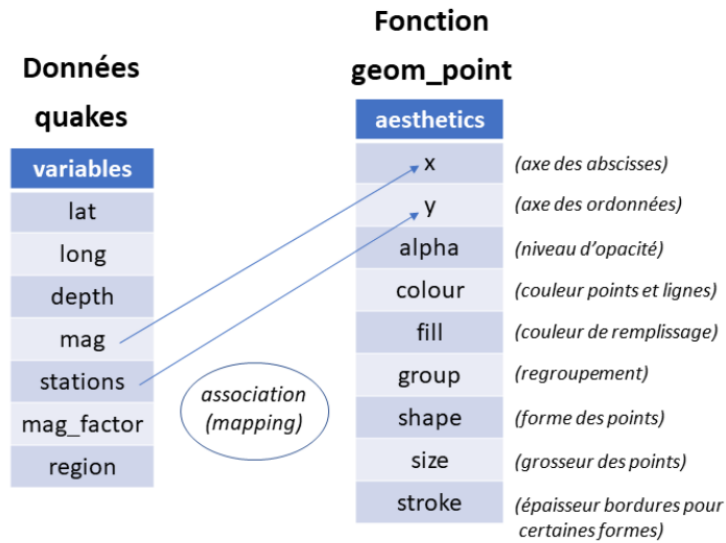 Données
quakes
variables
lat
long
depth
mag
stations
mag_factor
region
association
(mapping)
Fonction
geom_point
aesthetics
x (axe des abscisses)
y (axe des ordonnées)
alpha (niveau d'opacité)
colour (couleur points et lignes)
fill (couleur de remplissage)
group (regroupement)
shape (forme des points)
size (grosseur des points)
stroke (épaisseur bordures pour
certaines formes)